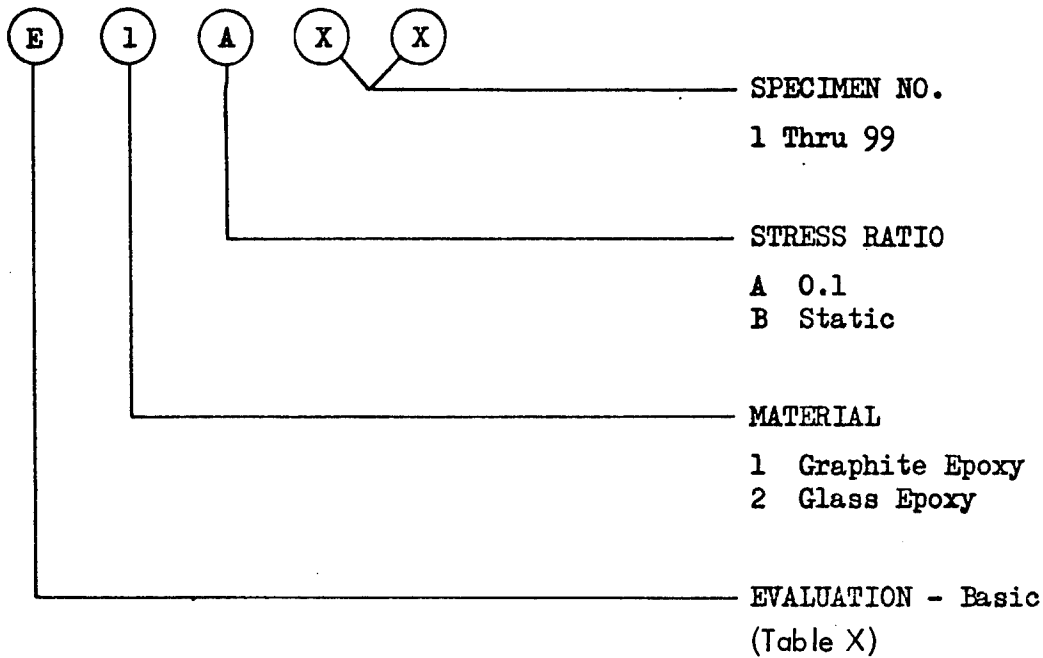 E 1 A X X
SPECIMEN NO.
1 Thru 99
STRESS RATIO
A 0.1
B Static
MATERIAL
1 Graphite Epoxy
2 Glass Epoxy
EVALUATION - Basic
(Table X)